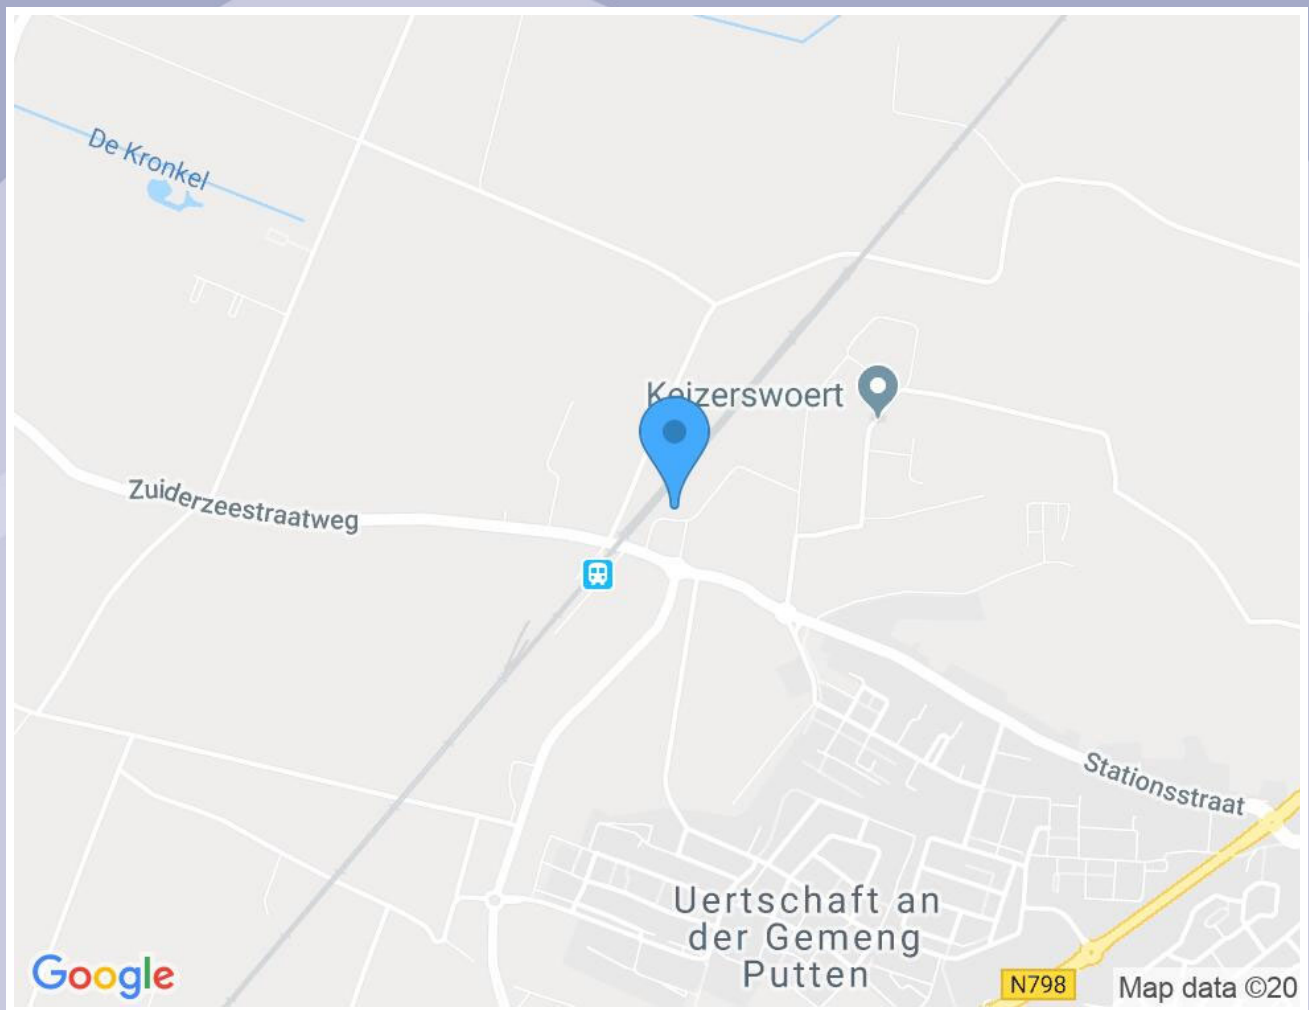 De Kronkel
Keizerswoert
Zuiderzeestraatweg
Stationsstraat
Uertschaft an
der Gemeng
Putten
Google
N798
Map data ©20